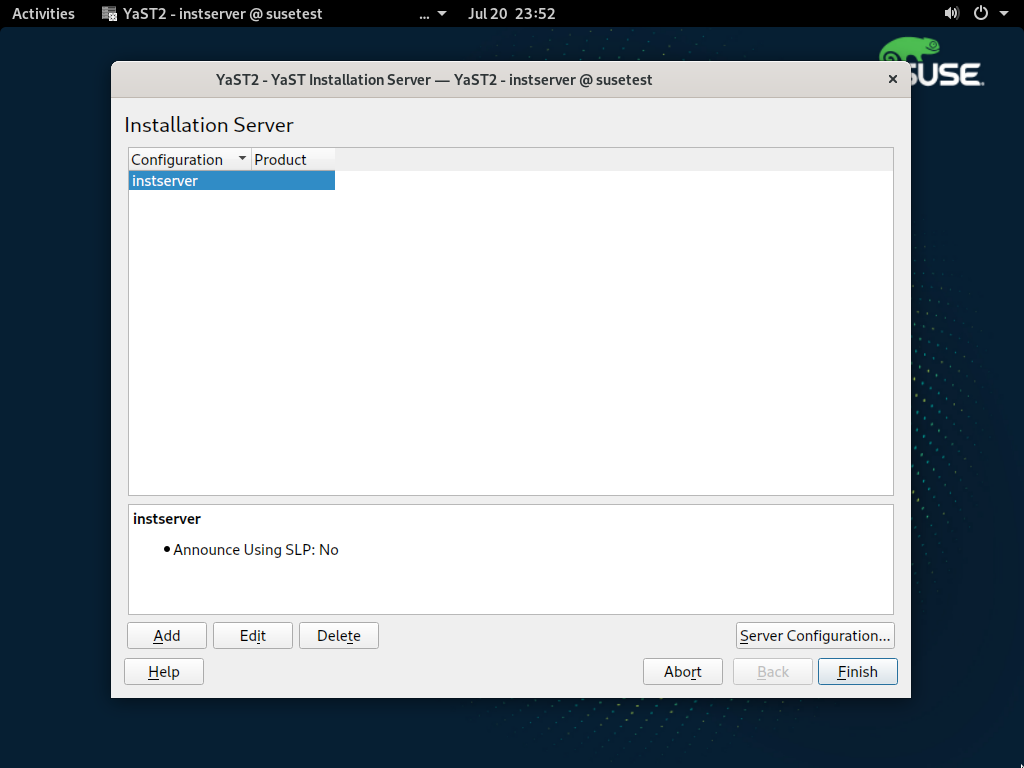 Activities YaST2 - instserver @ susetest ... Jul 20 23:52
SUSE.
YaST2 - YaST Installation Server — YaST2 - instserver @ susetest
Installation Server
Configuration Product
instserver
instserver
Announce Using SLP: No
Add Edit Delete Server Configuration...
Help Abort Back Finish